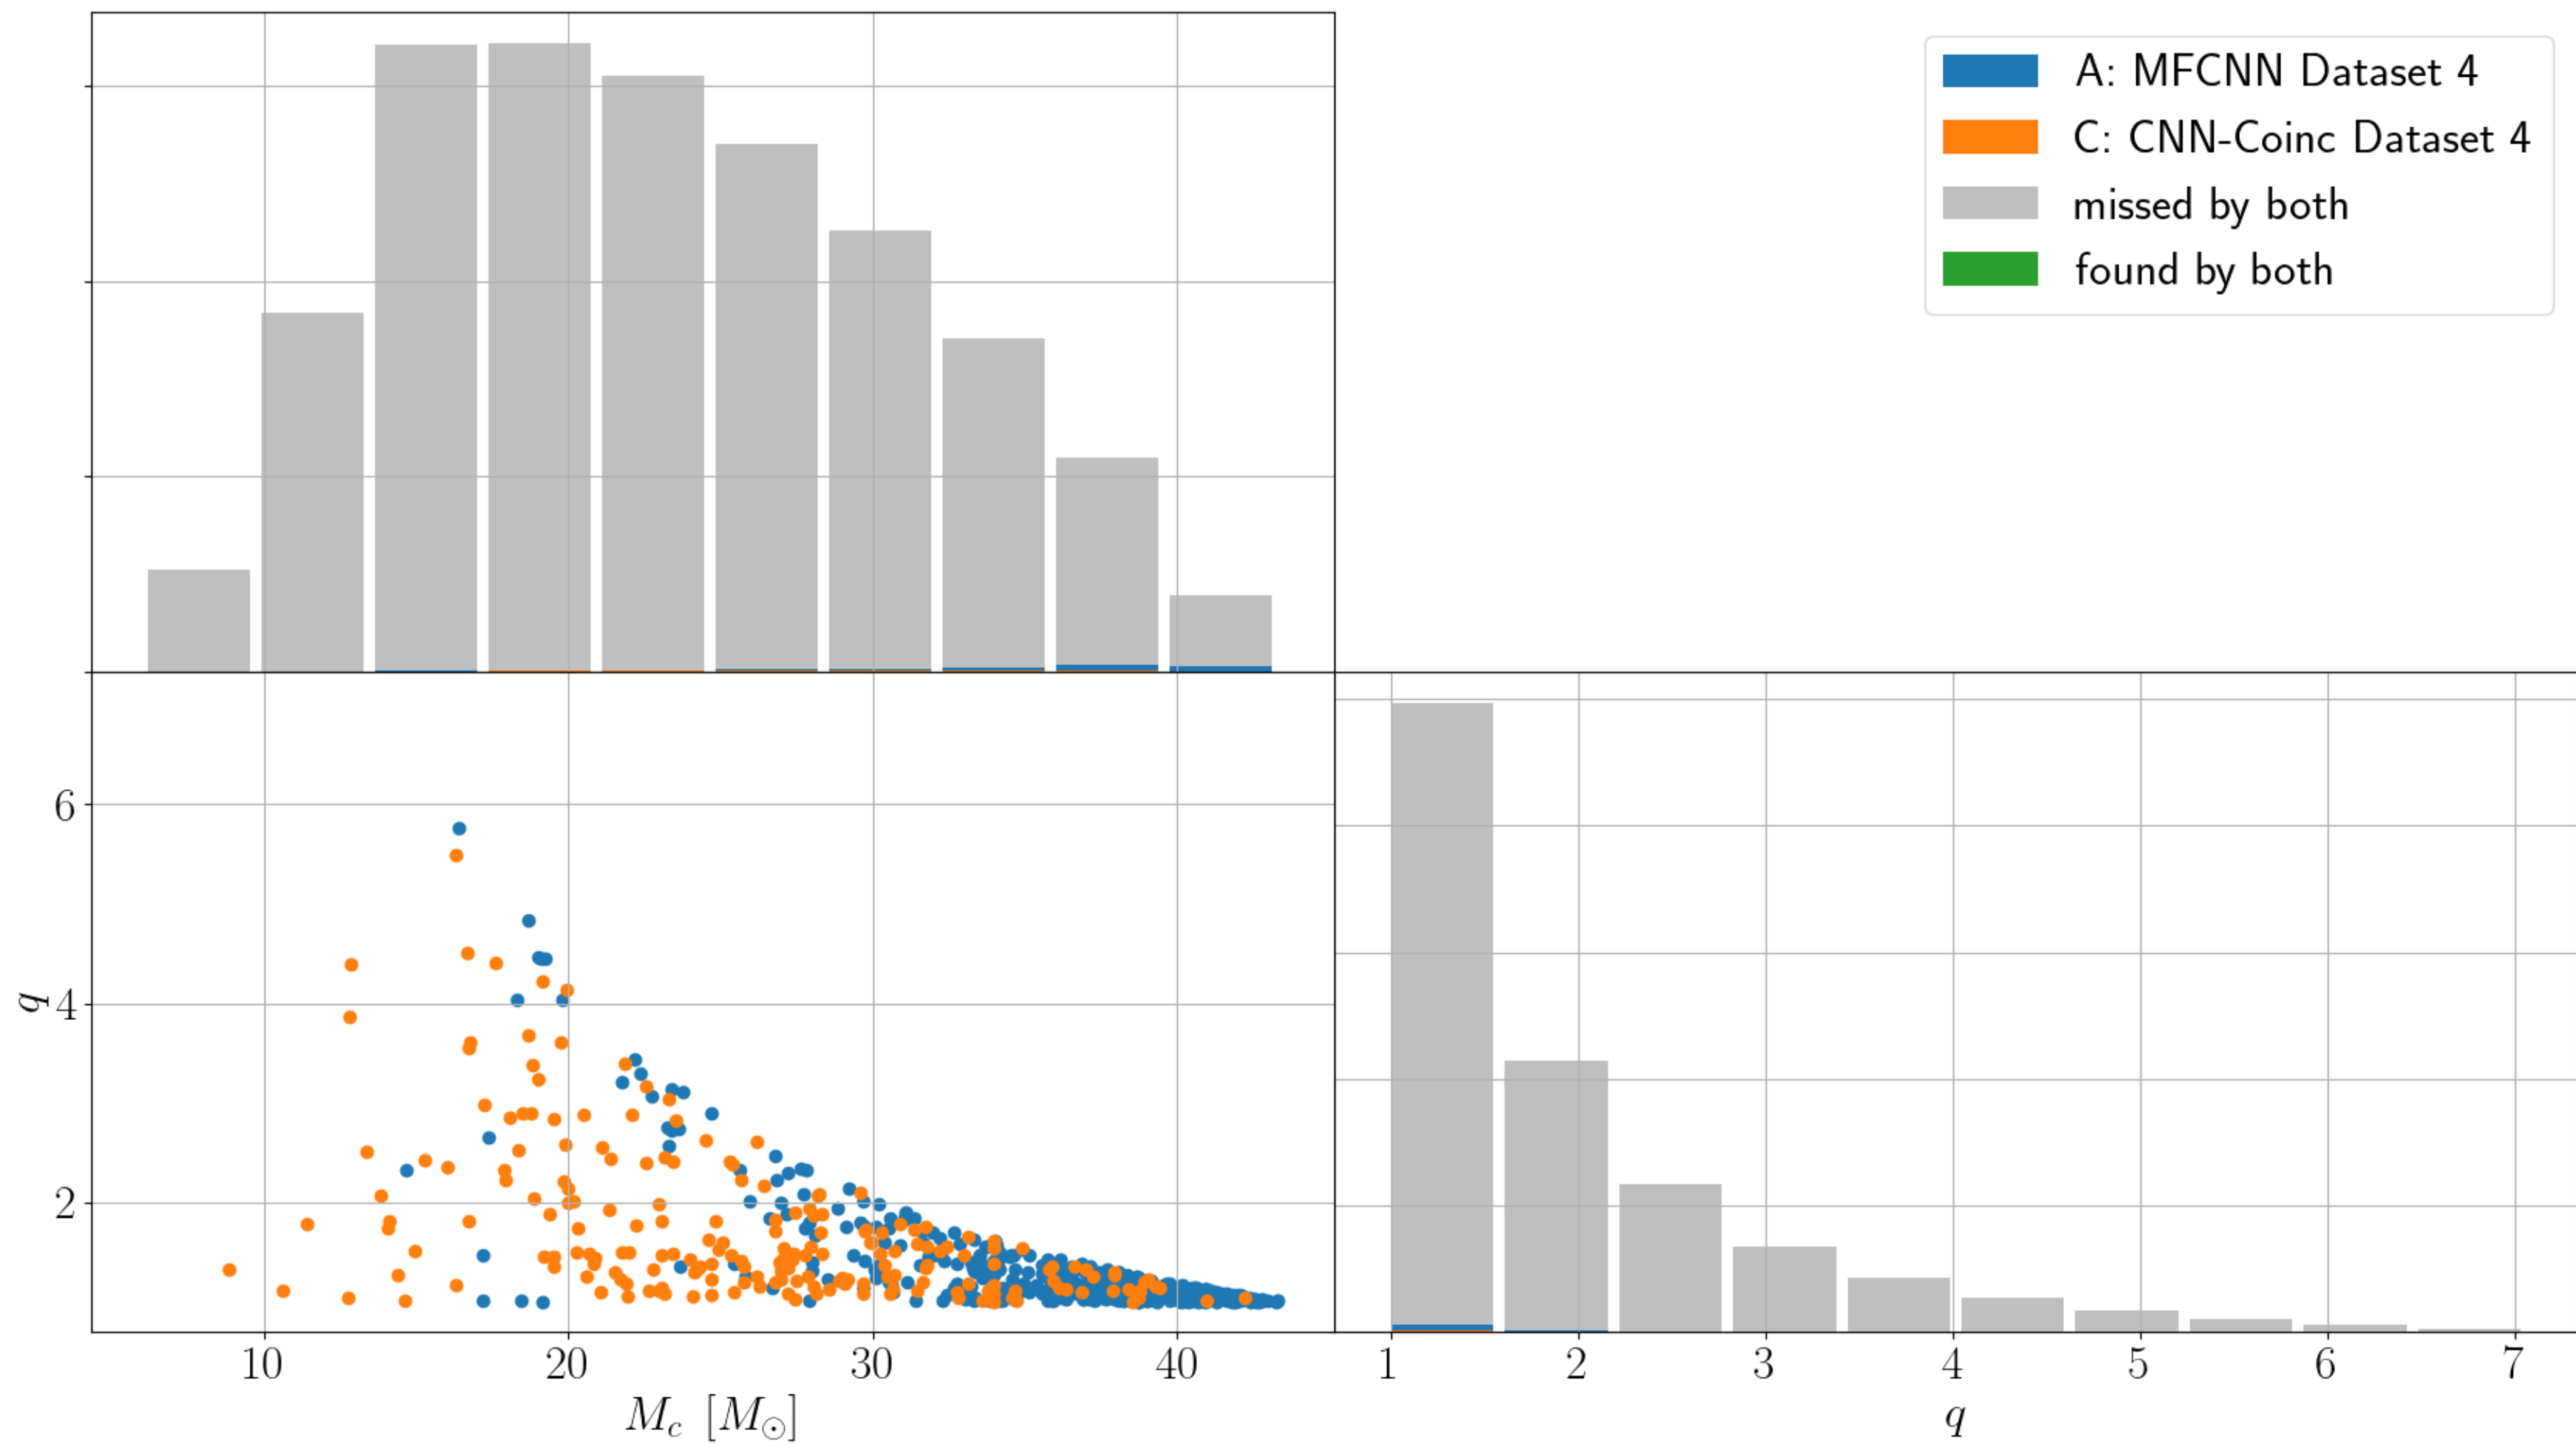 A: MFCNN Dataset 4
C: CNN-Coinc Dataset 4
missed by both
found by both
6
4
2
q
10 20 30 40
M_c [M_⊙]
1 2 3 4 5 6 7
q